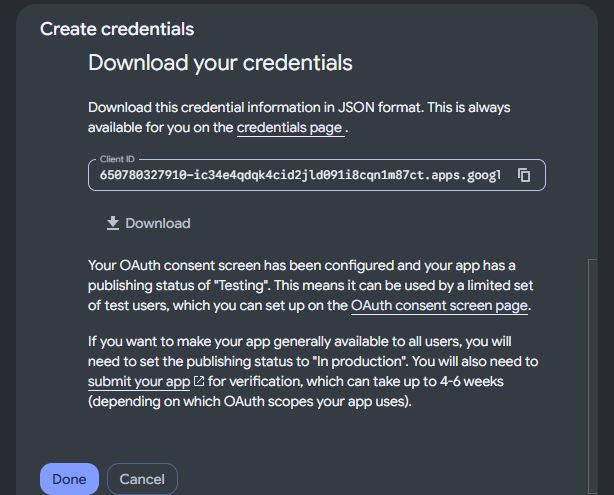 Create credentials
Download your credentials
Download this credential information in JSON format. This is always
available for you on the credentials page .
Client ID
650780327910-ic34e4qdqk4cid2jld091i8cqn1m87ct.apps.googl
Download
Your OAuth consent screen has been configured and your app has a
publishing status of "Testing". This means it can be used by a limited set
of test users, which you can set up on the OAuth consent screen page.
If you want to make your app generally available to all users, you will
need to set the publishing status to "In production". You will also need to
submit your app for verification, which can take up to 4-6 weeks
(depending on which OAuth scopes your app uses).
Done
Cancel